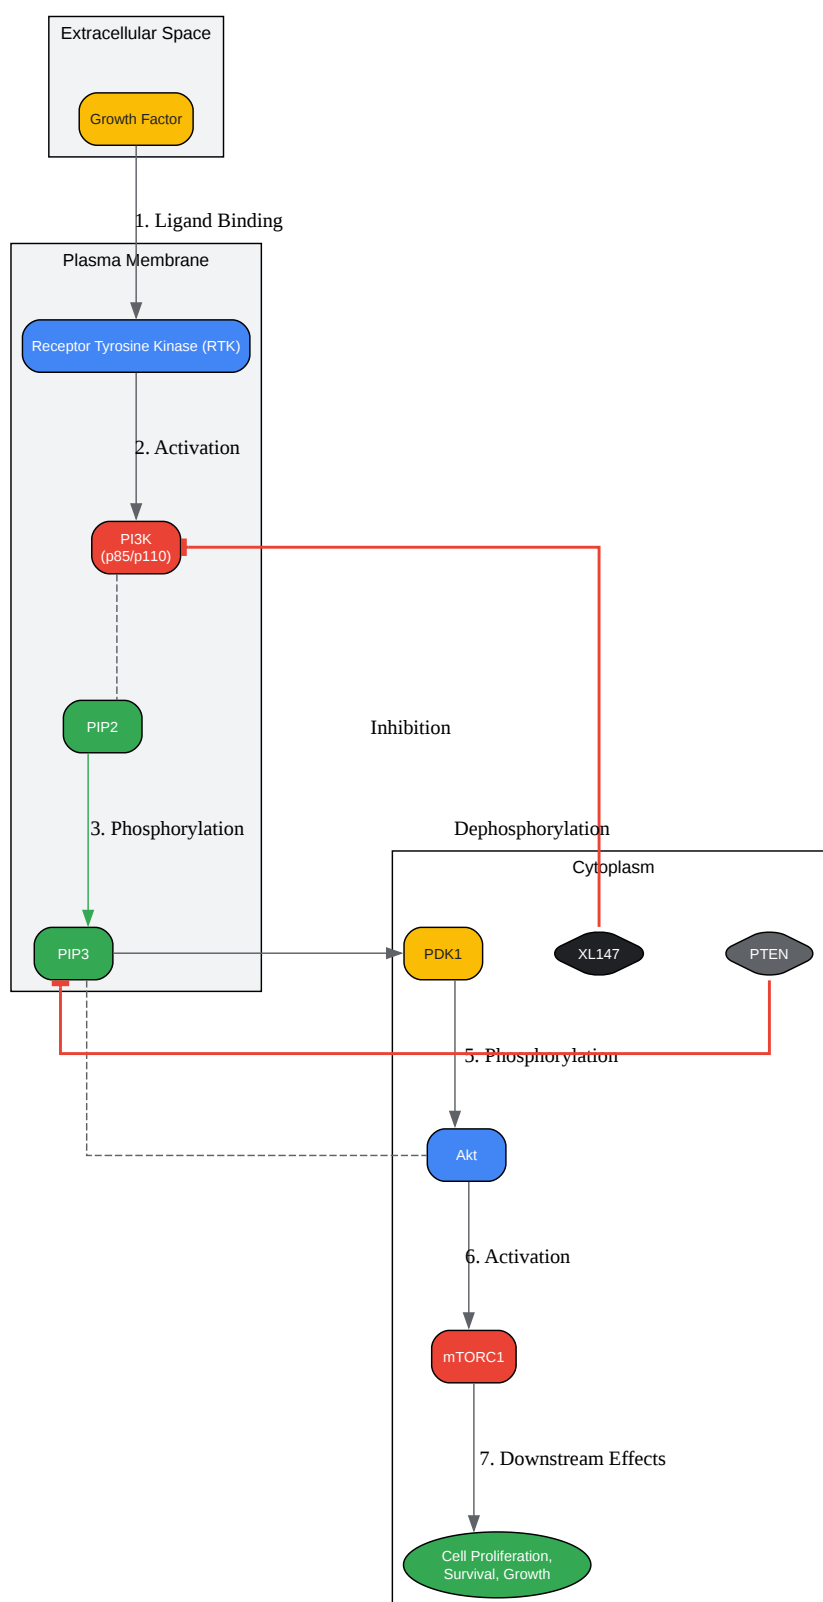 Extracellular Space
Growth Factor
1. Ligand Binding
Plasma Membrane
Receptor Tyrosine Kinase (RTK)
2. Activation
PI3K
(p85/p110)
PIP2
Inhibition
3. Phosphorylation
Dephosphorylation
Cytoplasm
PIP3
PDK1
XL147
PTEN
5. Phosphorylation
Akt
6. Activation
mTORC1
7. Downstream Effects
Cell Proliferation,
Survival, Growth